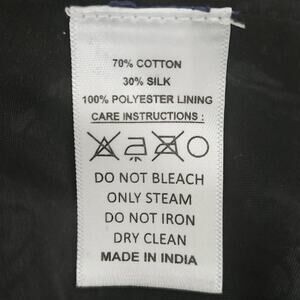 70% COTTON
30% SILK
100% POLYESTER LINING
CARE INSTRUCTIONS :
DO NOT BLEACH
ONLY STEAM
DO NOT IRON
DRY CLEAN
MADE IN INDIA